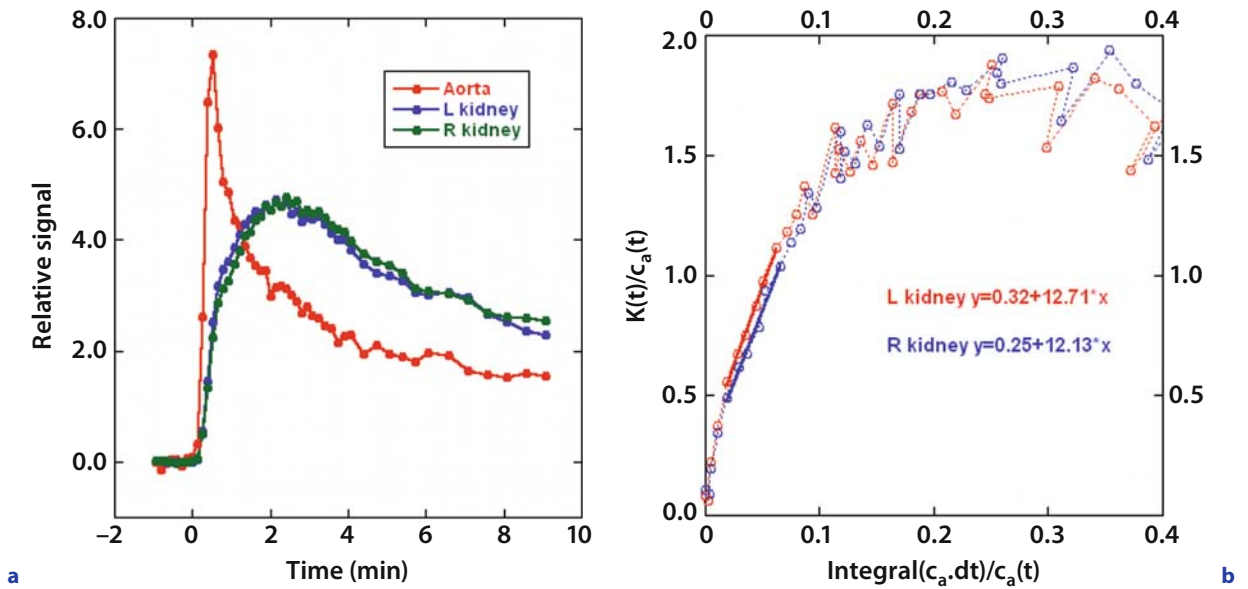 8.0
6.0
4.0
2.0
0.0
Relative signal
Aorta
L kidney
R kidney
−2 0 2 4 6 8 10
Time (min)
a
0 0.1 0.2 0.3 0.4
2.0
1.5
1.0
0.5
0.0
K(t)/ca(t)
1.5
1.0
0.5
L kidney y=0.32+12.71*x
R kidney y=0.25+12.13*x
0 0.1 0.2 0.3 0.4
Integral(ca.dt)/ca(t)
b